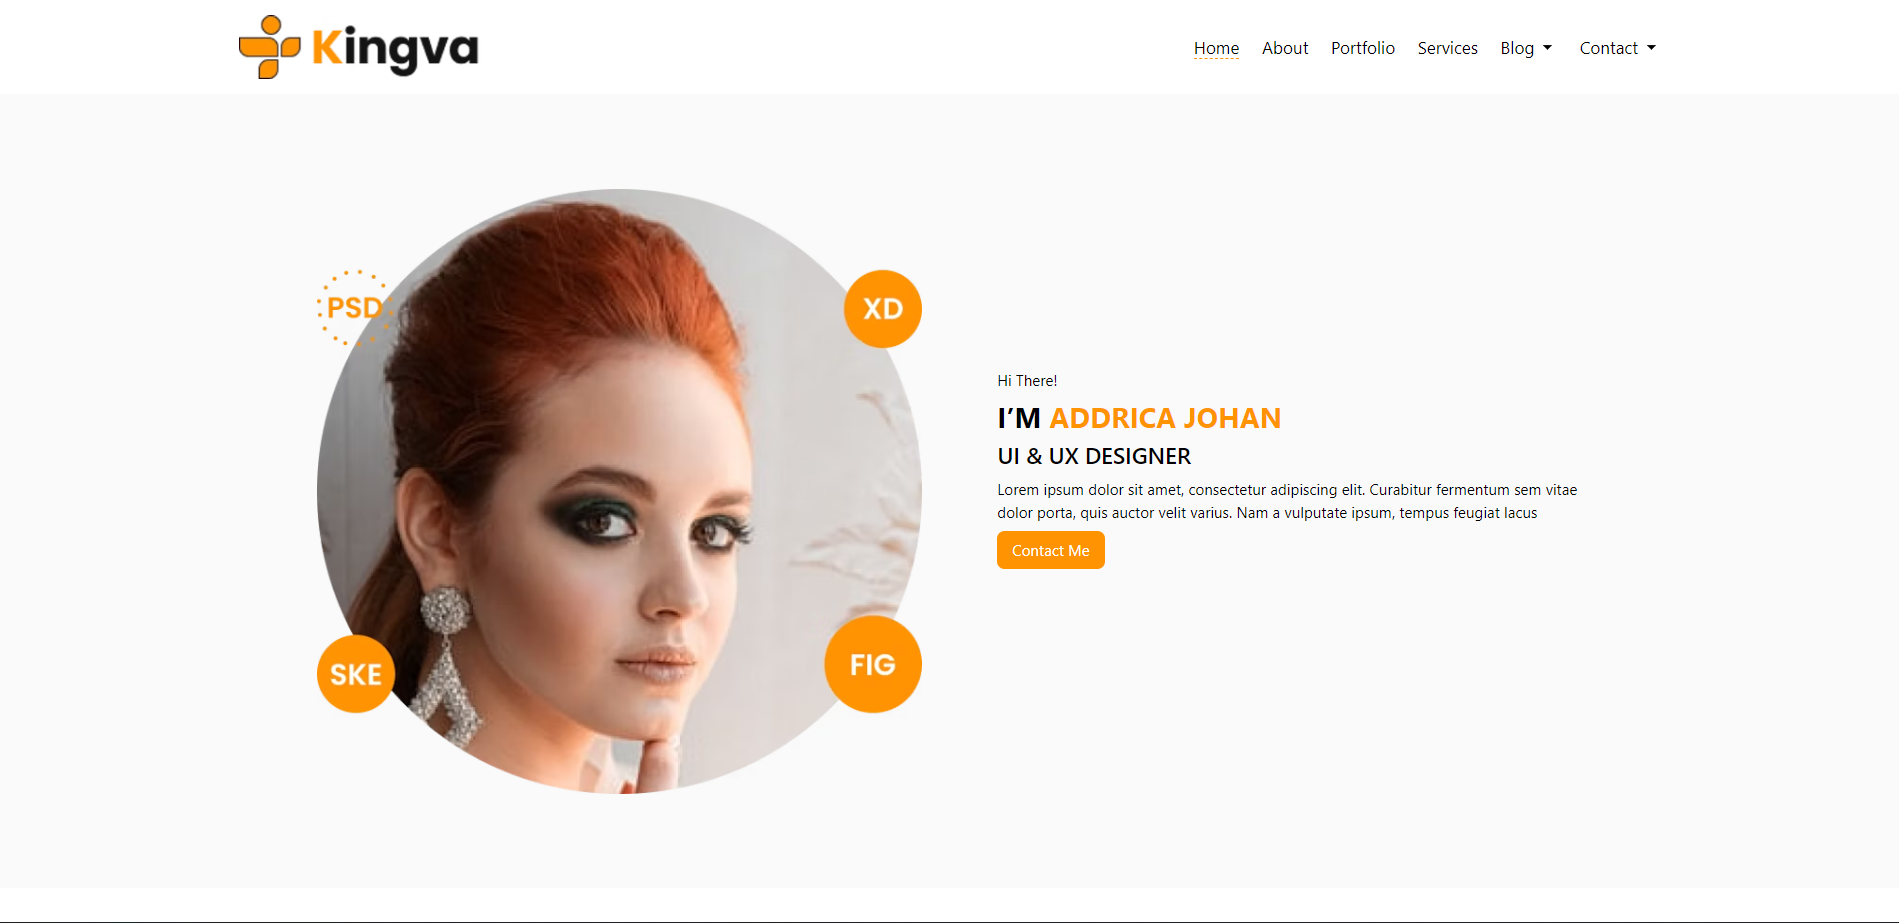 Kingva
Home About Portfolio Services Blog Contact
PSD
XD
SKE
FIG
Hi There!
I’M ADDRICA JOHAN
UI & UX DESIGNER
Lorem ipsum dolor sit amet, consectetur adipiscing elit. Curabitur fermentum sem vitae
dolor porta, quis auctor velit varius. Nam a vulputate ipsum, tempus feugiat lacus
Contact Me